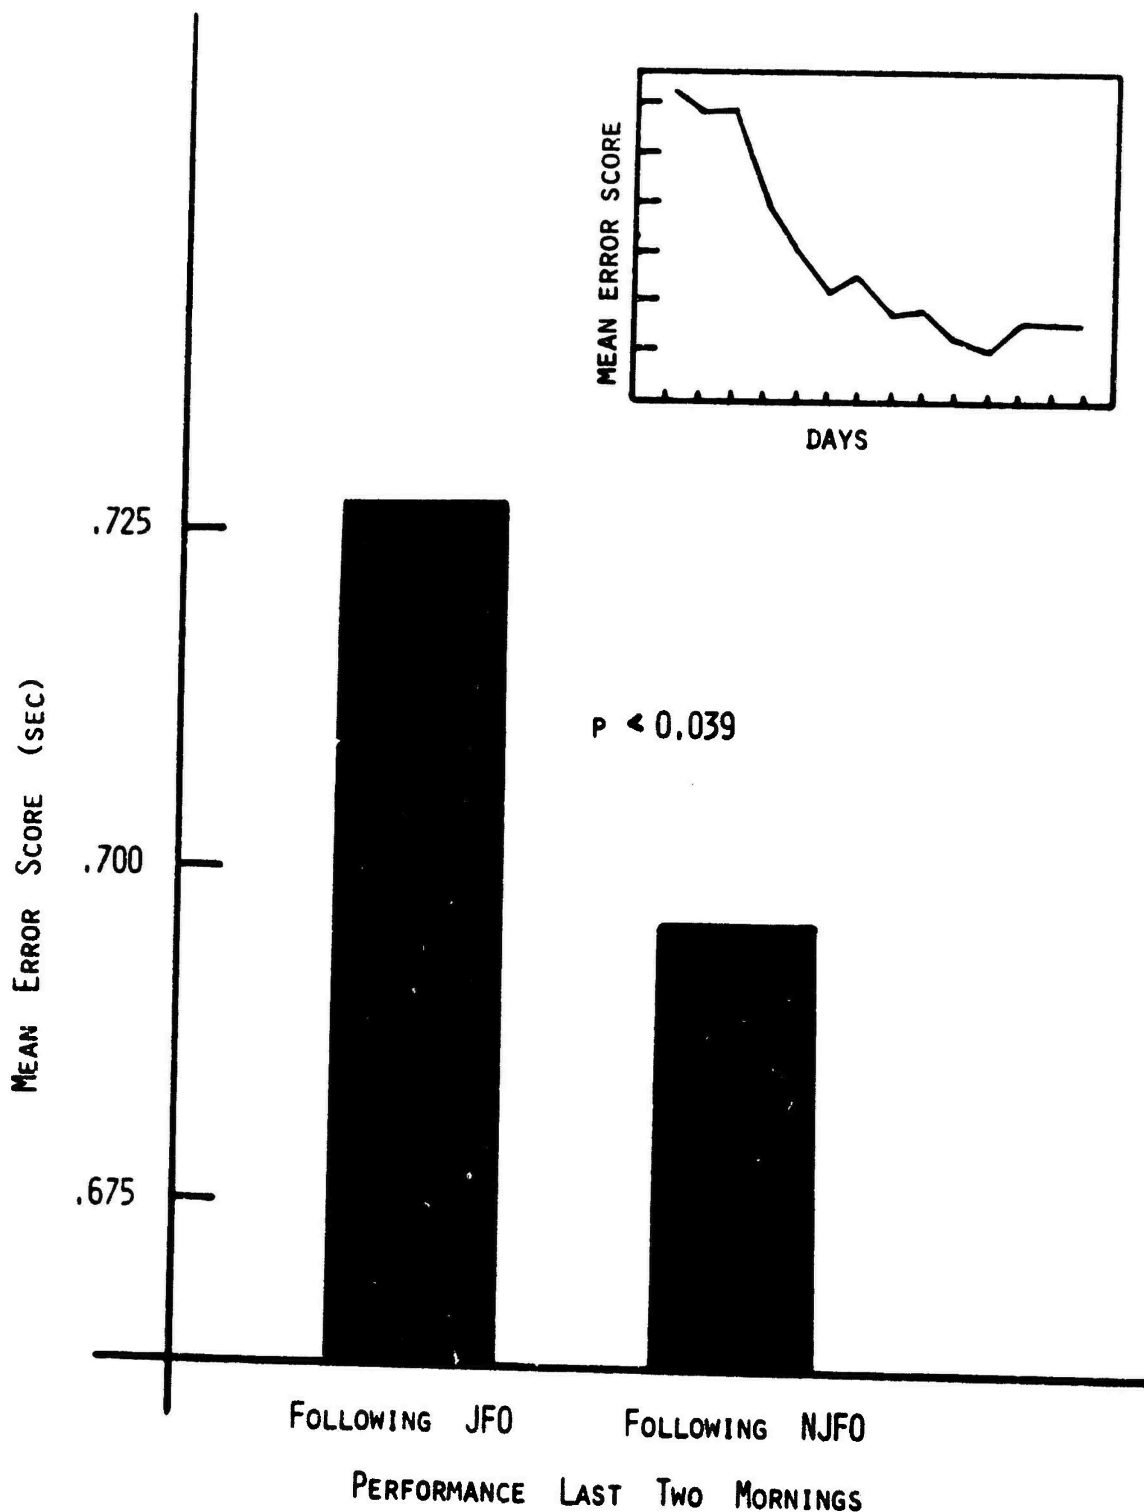 MEAN ERROR SCORE
DAYS
.725
P < 0.039
MEAN ERROR SCORE (SEC)
.700
.675
FOLLOWING JFO
FOLLOWING NJFO
PERFORMANCE LAST TWO MORNINGS